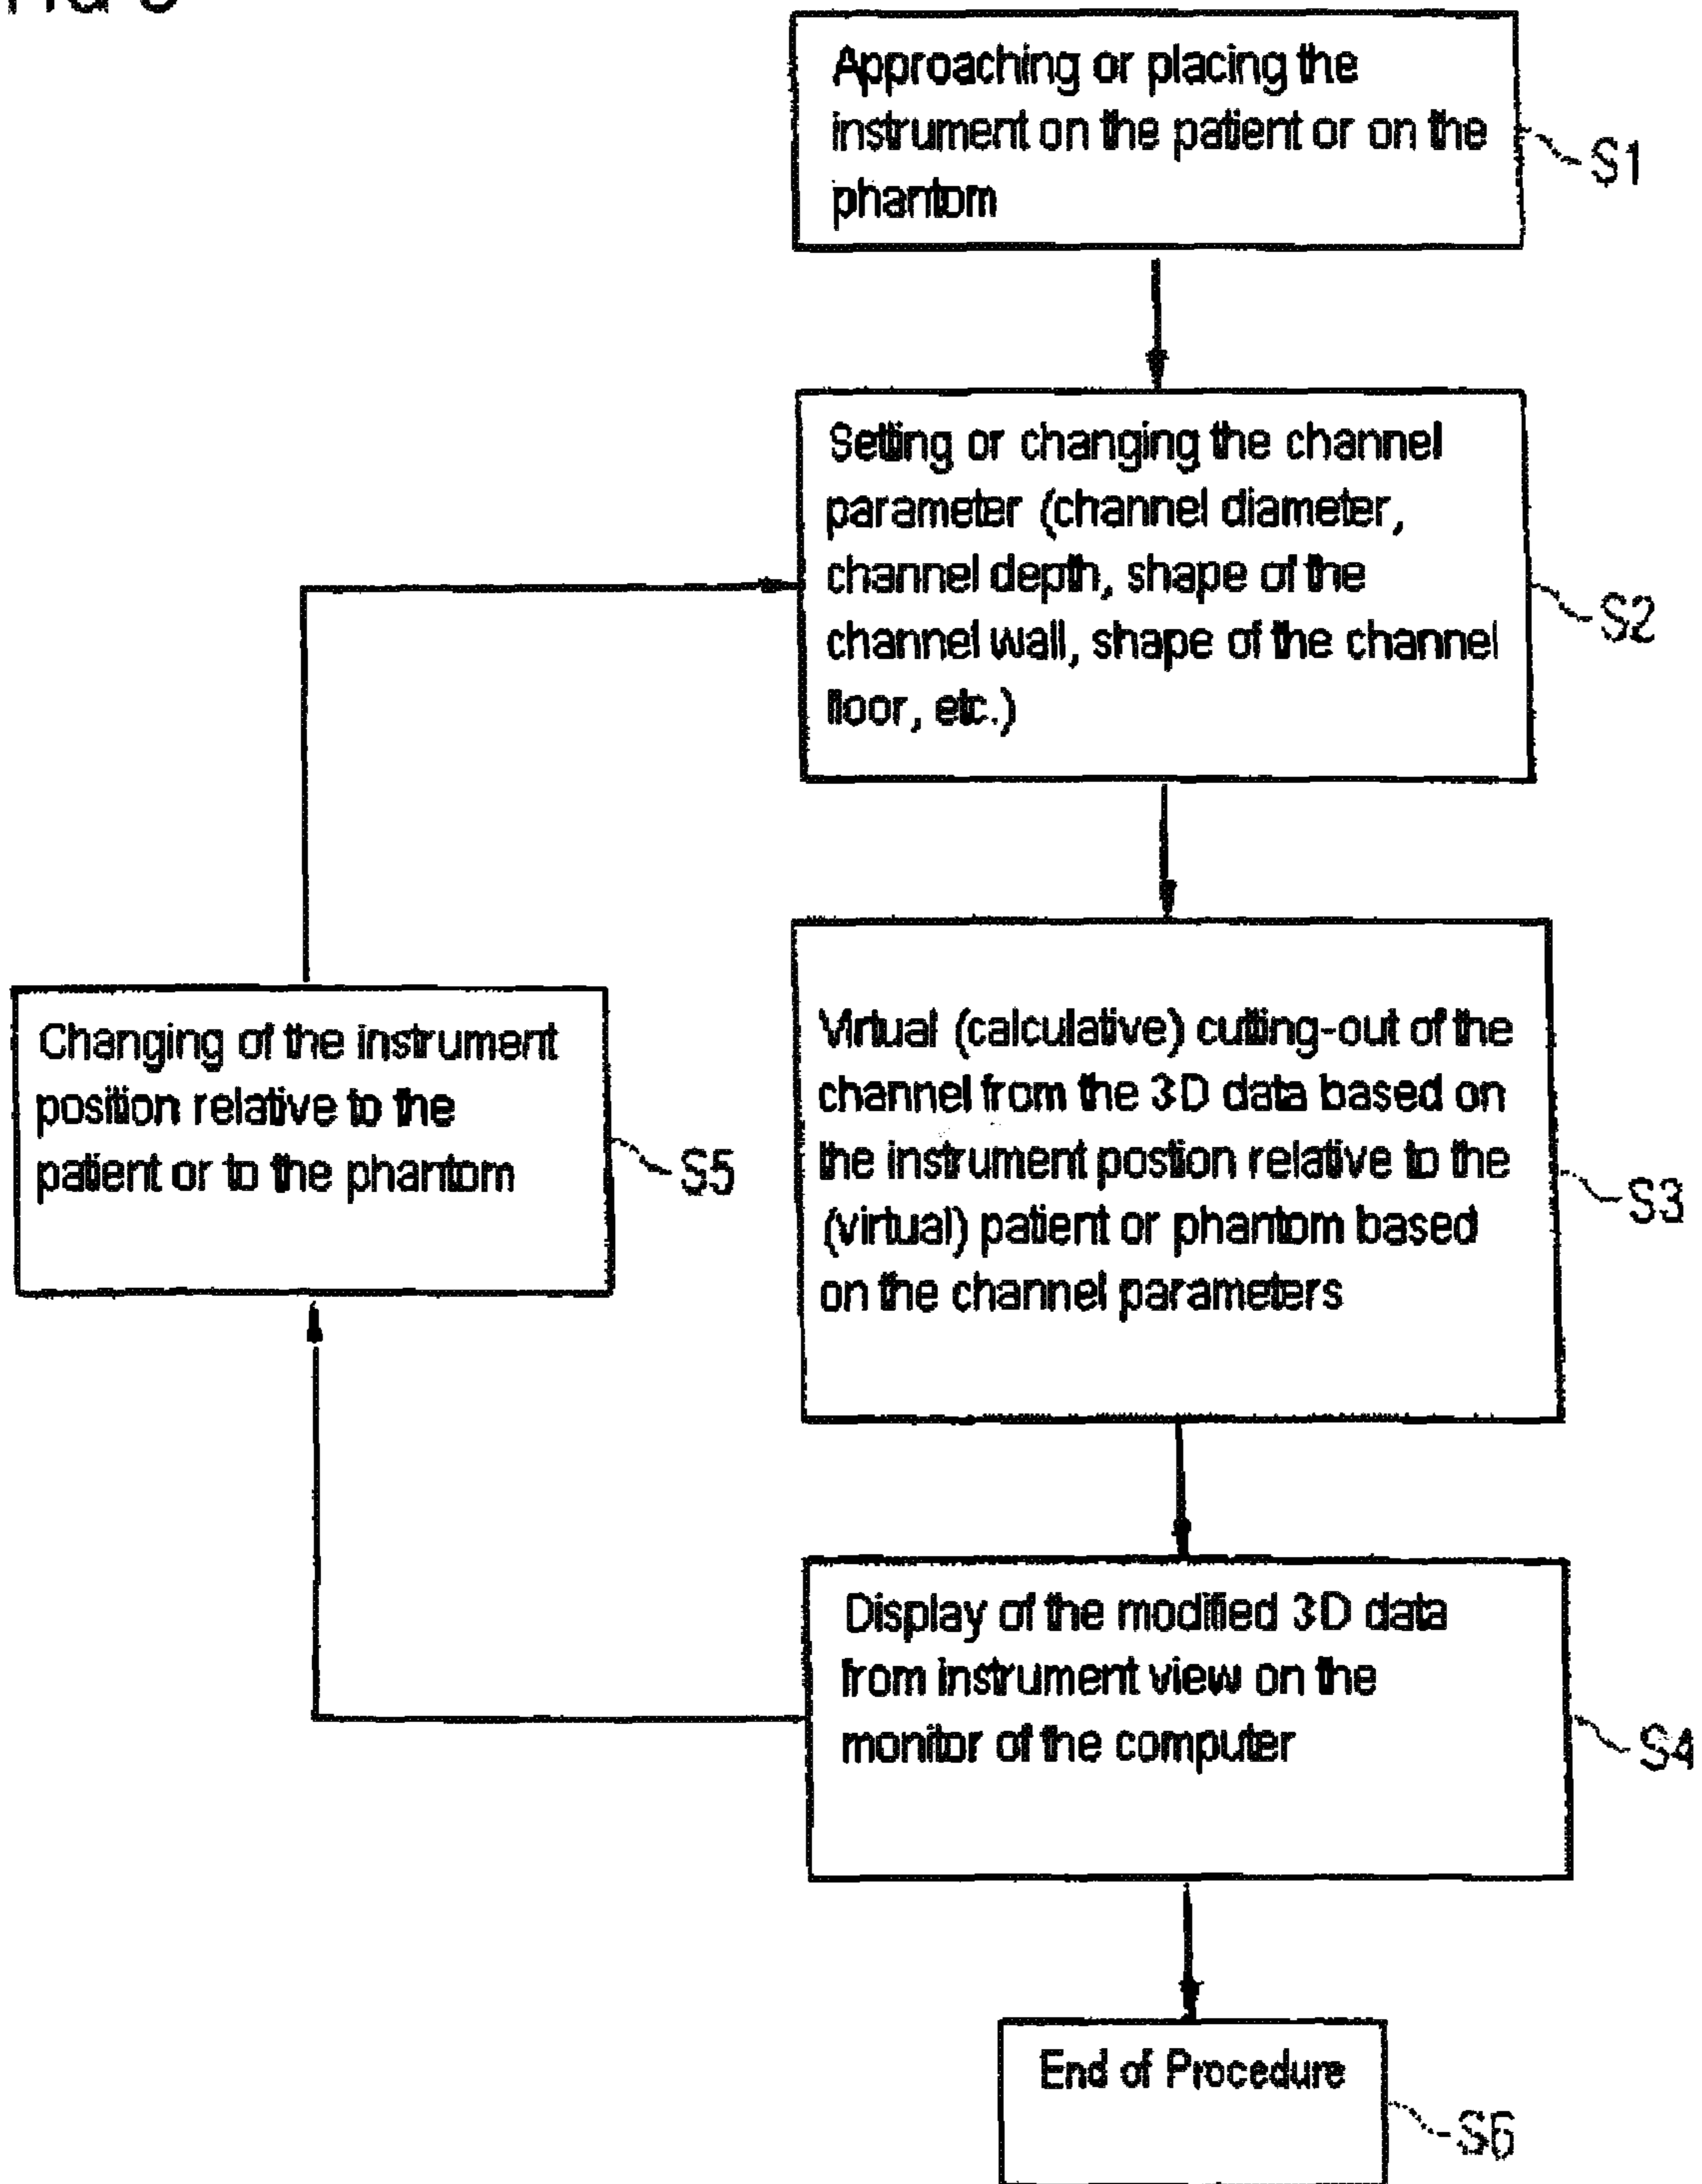 Approaching or placing the
instrument on the patient or on the
phantom
S1
Setting or changing the channel
parameter (channel diameter,
channel depth, shape of the
channel wall, shape of the channel
floor, etc.)
S2
Virtual (calculative) cutting-out of the
channel from the 3D data based on
the instrument postion relative to the
(virtual) patient or phantom based
on the channel parameters
S3
Changing of the instrument
position relative to the
patient or to the phantom
S5
Display of the modified 3D data
from instrument view on the
monitor of the computer
S4
End of Procedure
S6